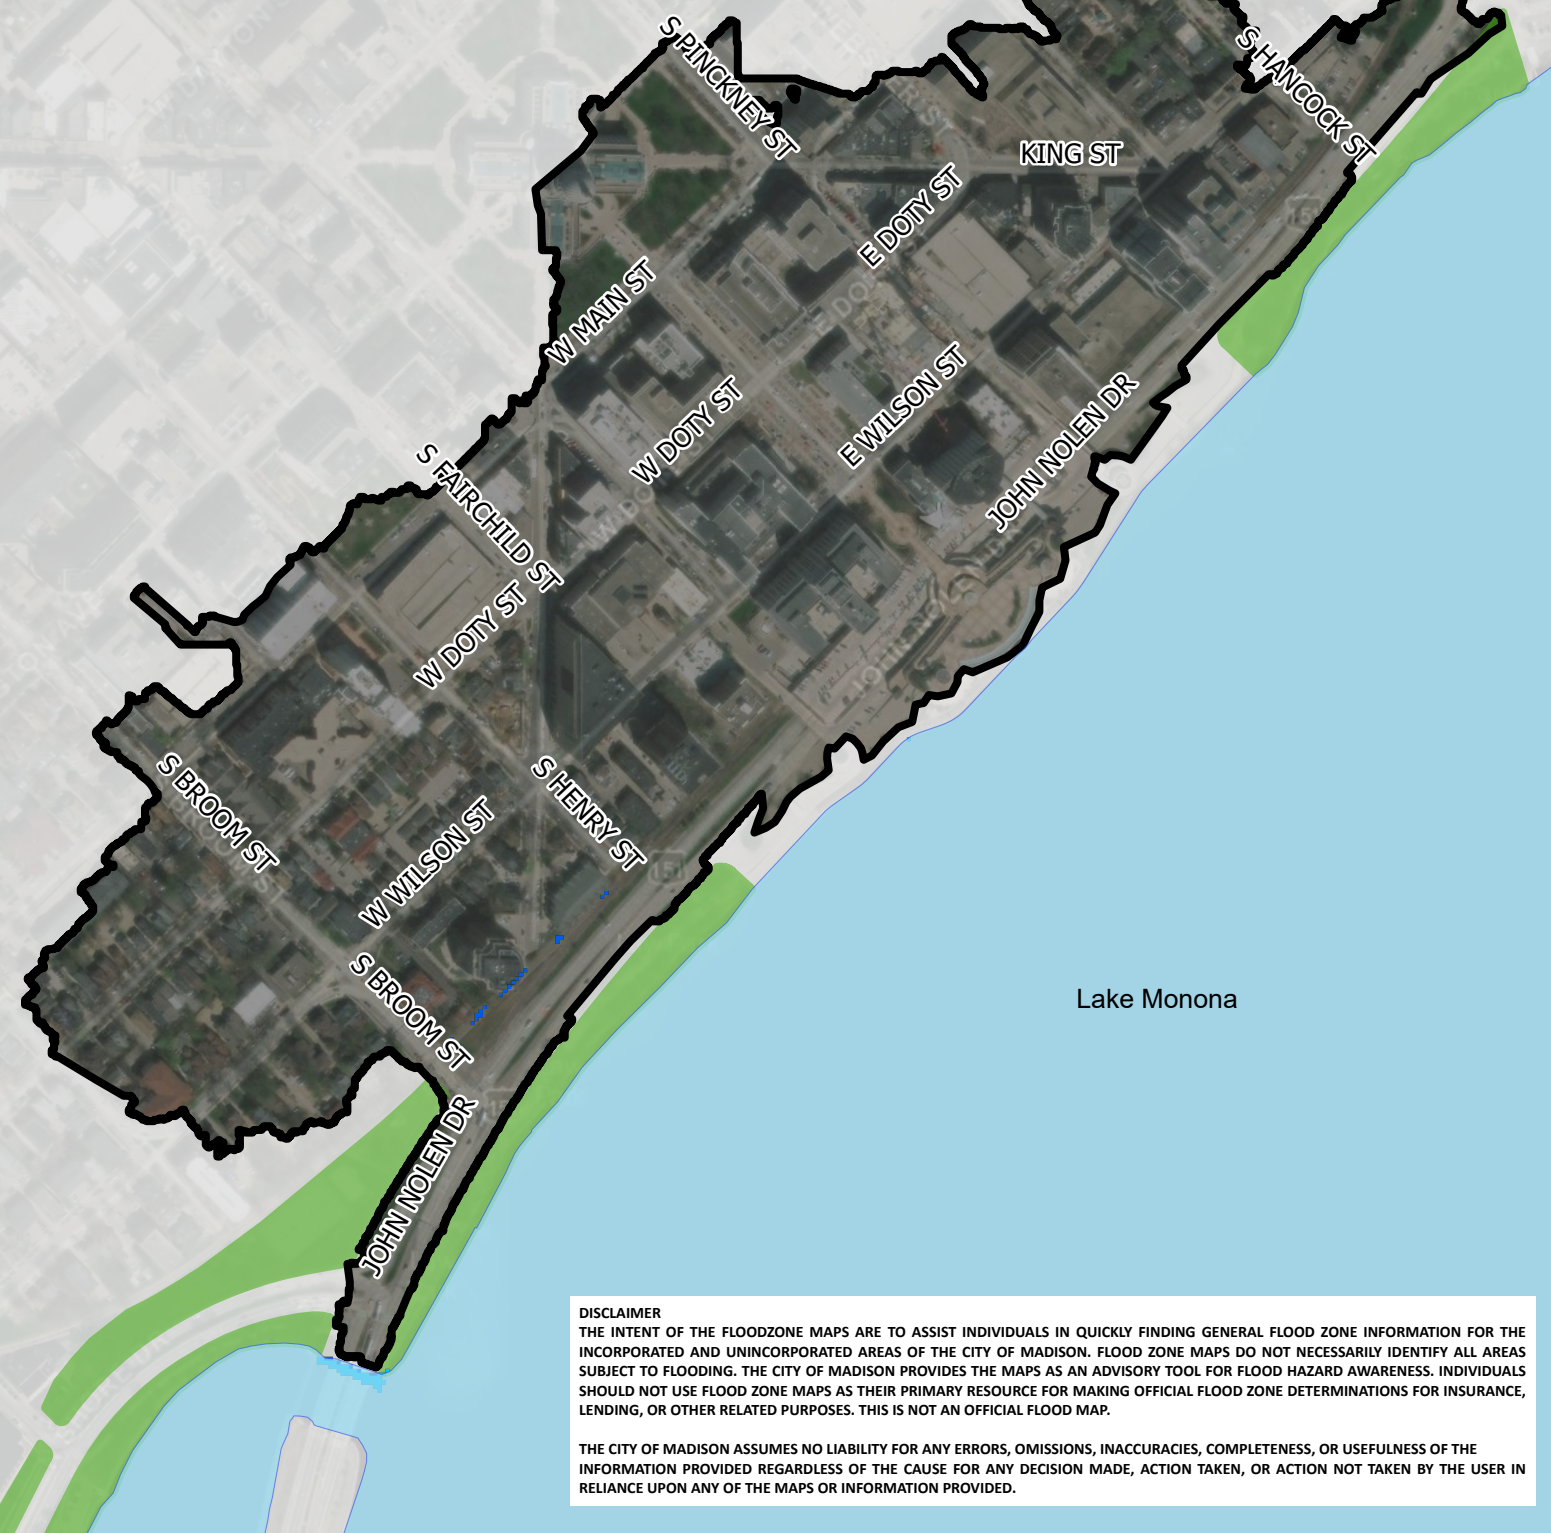 S PINCKNEY ST
S HANCOCK ST
KING ST
E DOTY ST
W MAIN ST
E WILSON ST
W DOTY ST
JOHN NOLEN DR
S FAIRCHILD ST
W DOTY ST
S BROOM ST
S HENRY ST
W WILSON ST
151
S BROOM ST
Lake Monona
JOHN NOLEN DR
DISCLAIMER
THE INTENT OF THE FLOODZONE MAPS ARE TO ASSIST INDIVIDUALS IN QUICKLY FINDING GENERAL FLOOD ZONE INFORMATION FOR THE
INCORPORATED AND UNINCORPORATED AREAS OF THE CITY OF MADISON. FLOOD ZONE MAPS DO NOT NECESSARILY IDENTIFY ALL AREAS
SUBJECT TO FLOODING. THE CITY OF MADISON PROVIDES THE MAPS AS AN ADVISORY TOOL FOR FLOOD HAZARD AWARENESS. INDIVIDUALS
SHOULD NOT USE FLOOD ZONE MAPS AS THEIR PRIMARY RESOURCE FOR MAKING OFFICIAL FLOOD ZONE DETERMINATIONS FOR INSURANCE,
LENDING, OR OTHER RELATED PURPOSES. THIS IS NOT AN OFFICIAL FLOOD MAP.
THE CITY OF MADISON ASSUMES NO LIABILITY FOR ANY ERRORS, OMISSIONS, INACCURACIES, COMPLETENESS, OR USEFULNESS OF THE
INFORMATION PROVIDED REGARDLESS OF THE CAUSE FOR ANY DECISION MADE, ACTION TAKEN, OR ACTION NOT TAKEN BY THE USER IN
RELIANCE UPON ANY OF THE MAPS OR INFORMATION PROVIDED.